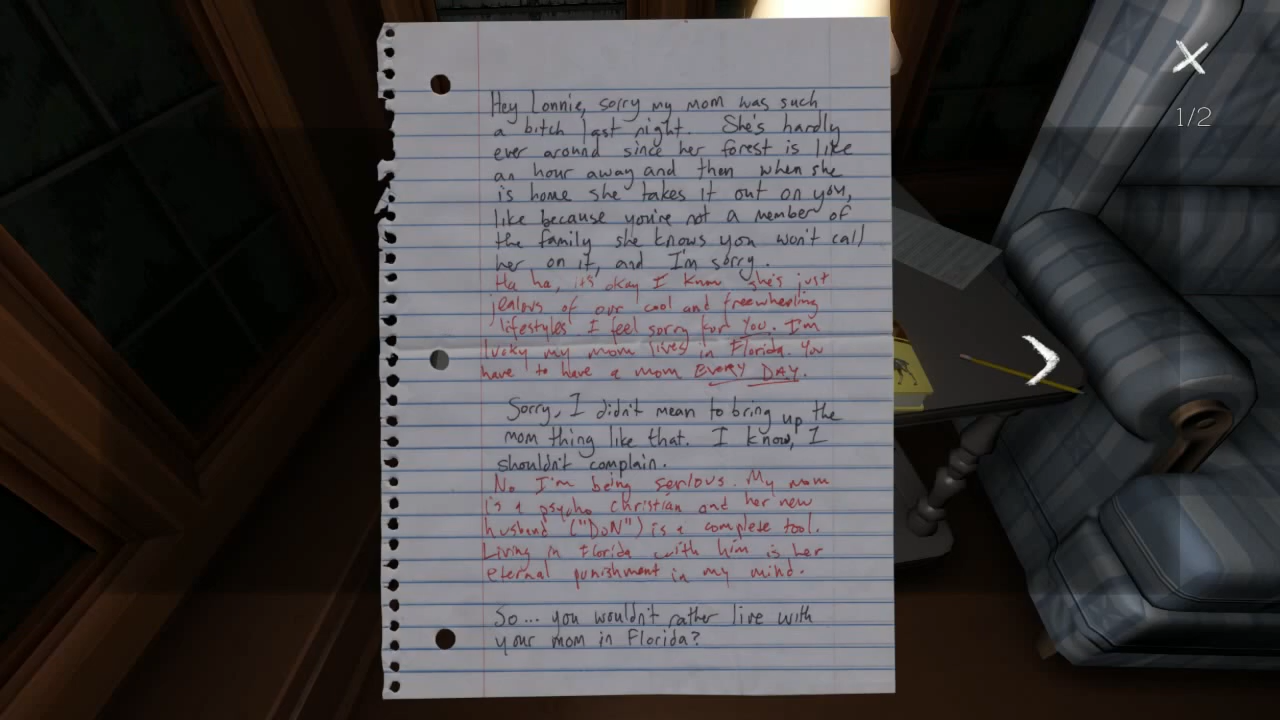 Hey Lonnie, sorry my mom was such
a bitch last night. She's hardly
ever around since her forest is like
an hour away and then when she
is home she takes it out on you,
like because you're not a member of
the family she knows you won't call
her on it, and I'm sorry.
Ha ha, it's okay I know she's just
jealous of our cool and freewheeling
lifestyles I feel sorry for You. I'm
lucky my mom lives in Florida. You
have to have a mom EVERY DAY.
Sorry, I didn't mean to bring up the
mom thing like that. I know, I
shouldn't complain.
No I'm being serious. My mom
is a psycho christian and her new
husband ("DON") is a complete tool.
Living in Florida with him is her
eternal punishment in my mind.
So... you wouldn't rather live with
your mom in Florida?
1/2